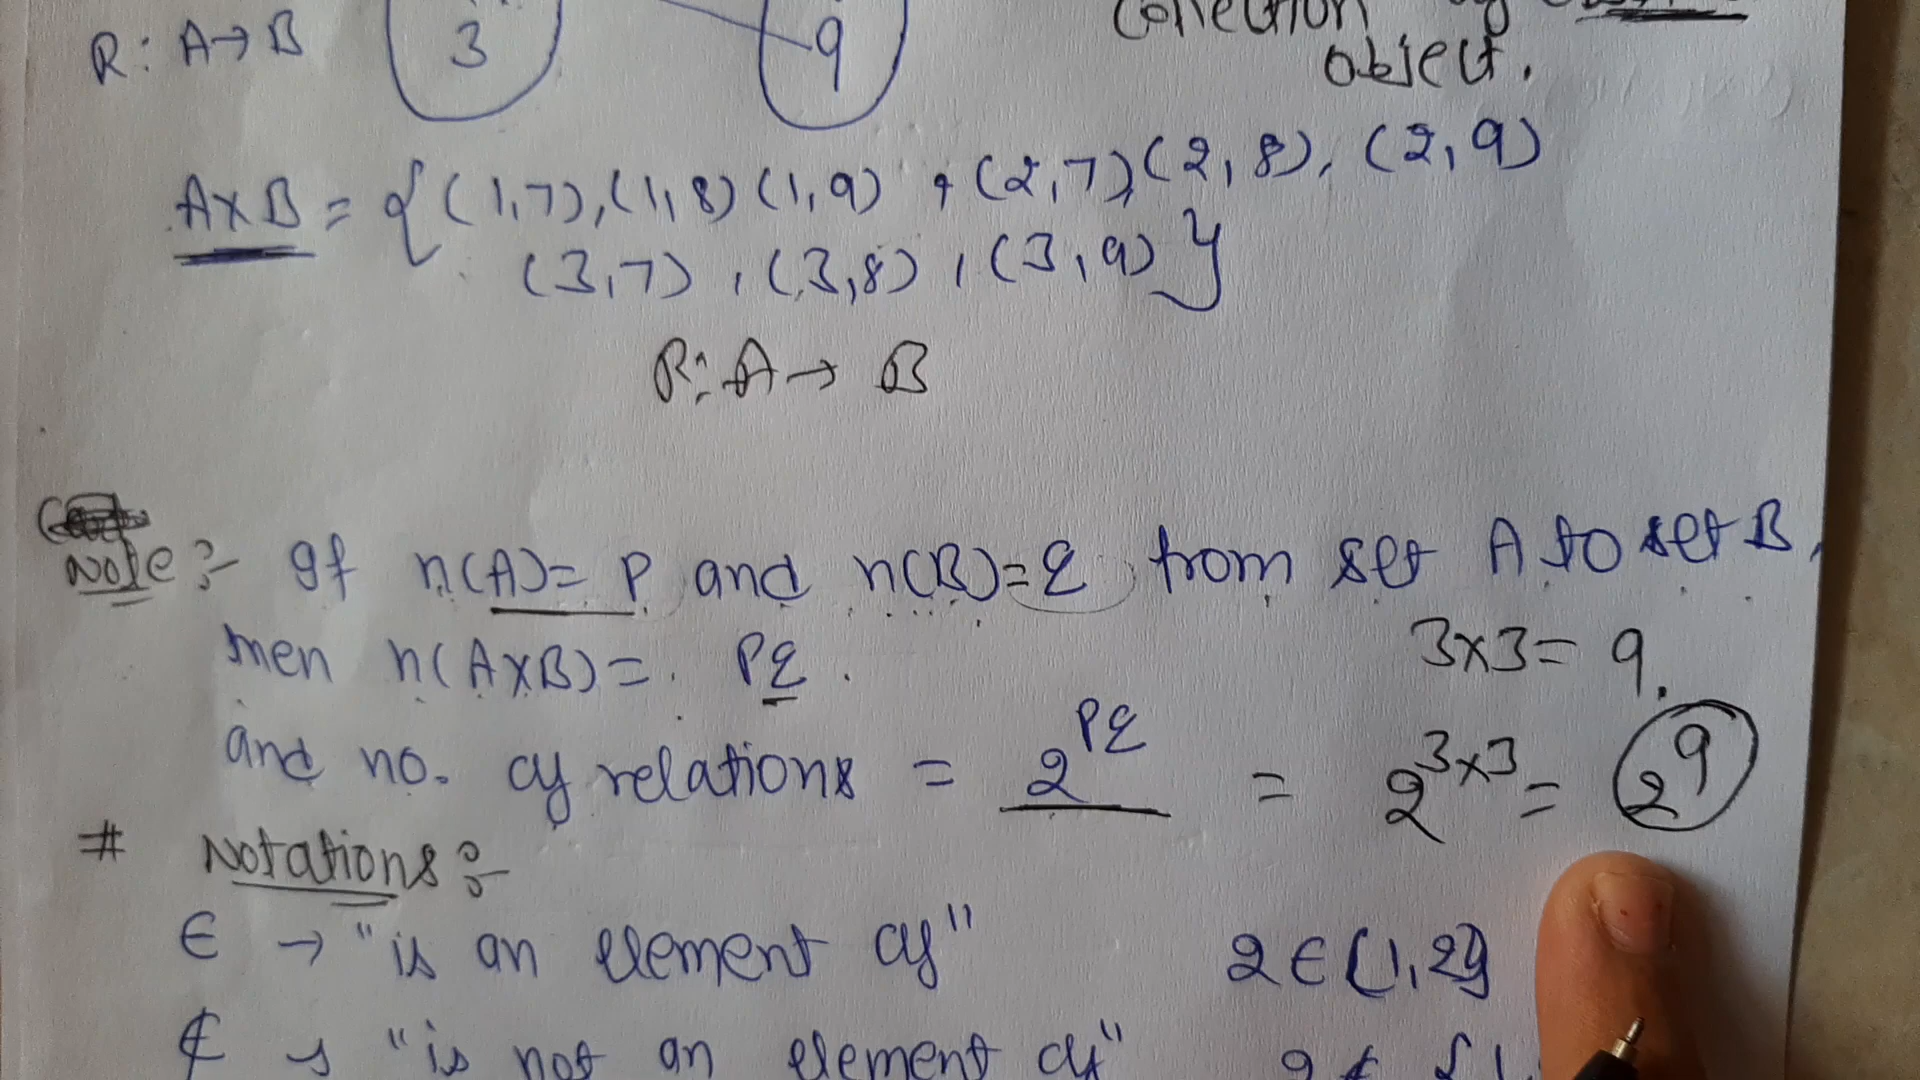 R: A→B 3 9
Collection
object.
A×B = {(1,7),(1,8)(1,9) , (2,7),(2,8), (2,9)
(3,7) , (3,8) , (3,9)}
R: A → B
Note:- If n(A)= P and n(B)=q from set A to set B,
then n(A×B)= Pq .
3×3= 9.
and no. of relations = 2^Pq = 2^3×3 = 2^9
# Notations:-
∈ → "is an element of" 2 ∈ {1,2}
∉ → "is not an element of"